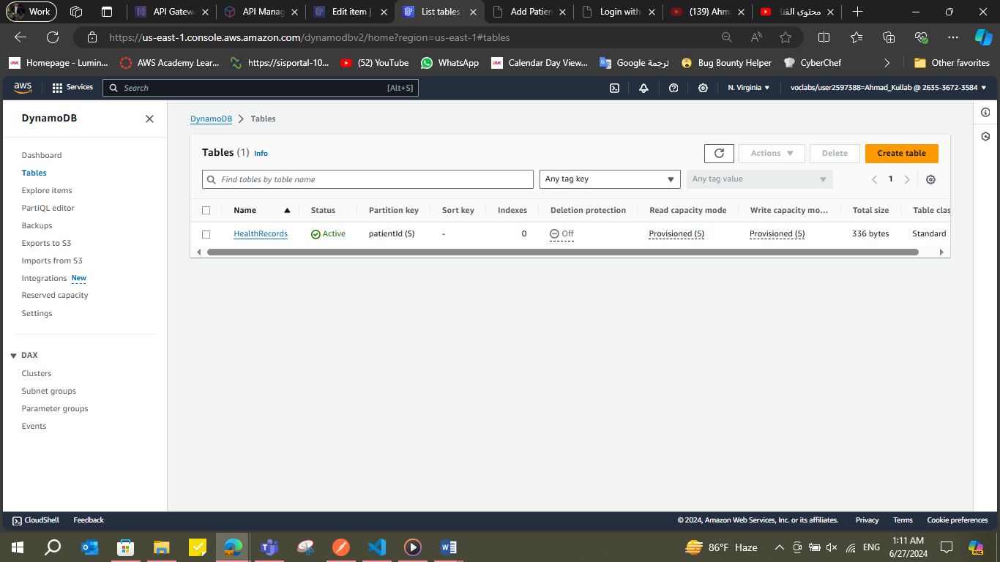 Work
API Gatew
API Manag
Edit item |
List tables
Add Patien
Login with
(139) Ahma
محتوى القنا
https://us-east-1.console.aws.amazon.com/dynamodbv2/home?region=us-east-1#tables
Homepage - Lumin...
AWS Academy Lear...
https://sisportal-10...
(52) YouTube
WhatsApp
Calendar Day View...
ترجمة Google
Bug Bounty Helper
CyberChef
Other favorites
aws
Services
Search
[Alt+S]
N. Virginia
voclabs/user2597388=Ahmad_Kullab @ 2635-3672-3584
DynamoDB
Dashboard
Tables
Explore items
PartiQL editor
Backups
Exports to S3
Imports from S3
Integrations New
Reserved capacity
Settings
DAX
Clusters
Subnet groups
Parameter groups
Events
DynamoDB > Tables
Tables (1) Info
Actions
Delete
Create table
Find tables by table name
Any tag key
Any tag value
1
Name Status Partition key Sort key Indexes Deletion protection Read capacity mode Write capacity mo... Total size Table clas
HealthRecords Active patientId (S) - 0 Off Provisioned (5) Provisioned (5) 336 bytes Standard
CloudShell
Feedback
© 2024, Amazon Web Services, Inc. or its affiliates.
Privacy
Terms
Cookie preferences
86°F Haze
ENG
1:11 AM
6/27/2024
PRE